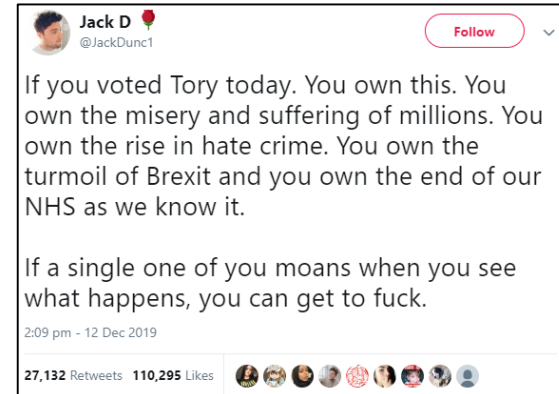 Jack D 🌹
@JackDunc1
Follow
If you voted Tory today. You own this. You
own the misery and suffering of millions. You
own the rise in hate crime. You own the
turmoil of Brexit and you own the end of our
NHS as we know it.
If a single one of you moans when you see
what happens, you can get to fuck.
2:09 pm - 12 Dec 2019
27,132 Retweets 110,295 Likes